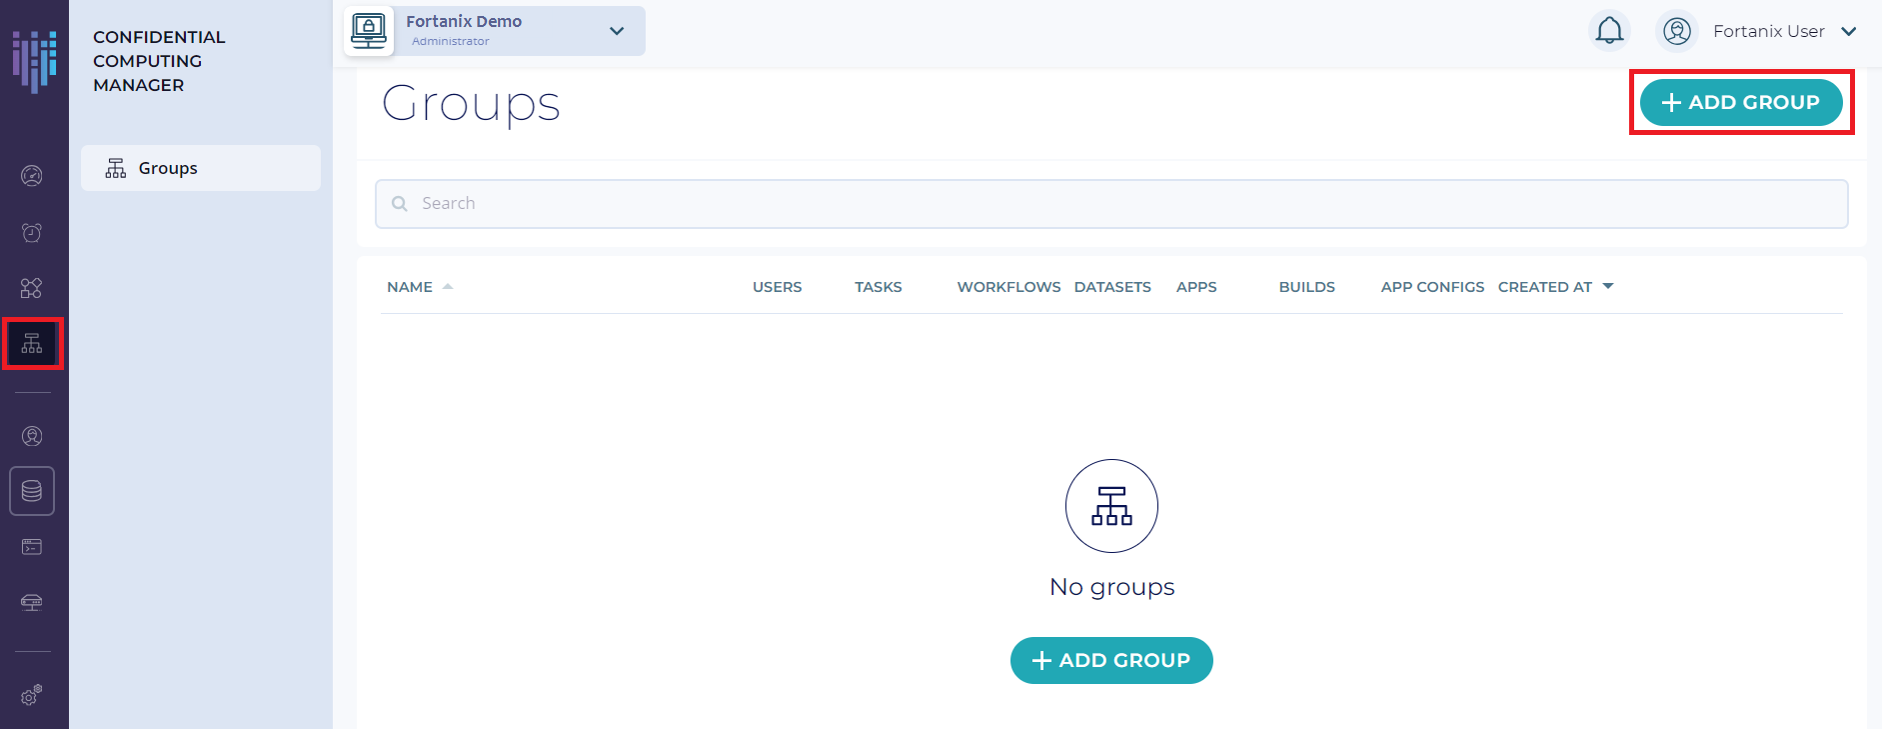 CONFIDENTIAL
COMPUTING
MANAGER
Groups
Fortanix Demo
Administrator
Fortanix User
Groups
ADD GROUP
Search
NAME USERS TASKS WORKFLOWS DATASETS APPS BUILDS APP CONFIGS CREATED AT
No groups
ADD GROUP